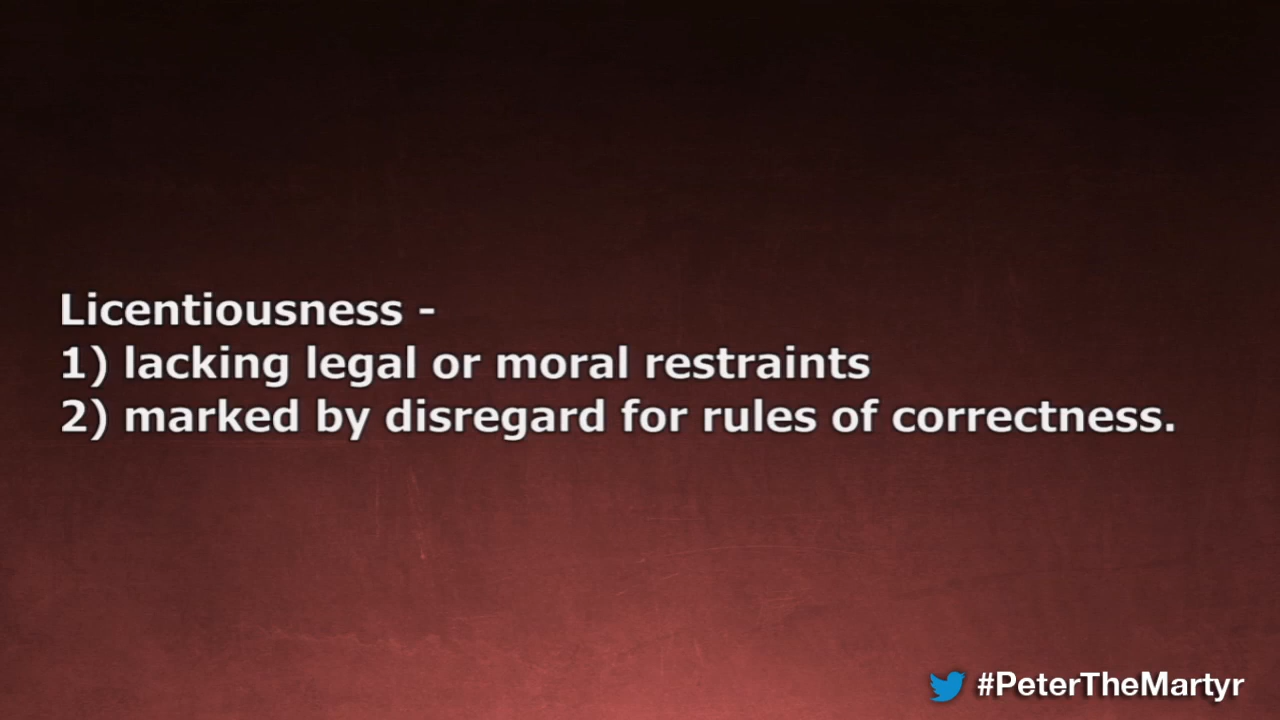 Licentiousness -
1) lacking legal or moral restraints
2) marked by disregard for rules of correctness.
#PeterTheMartyr